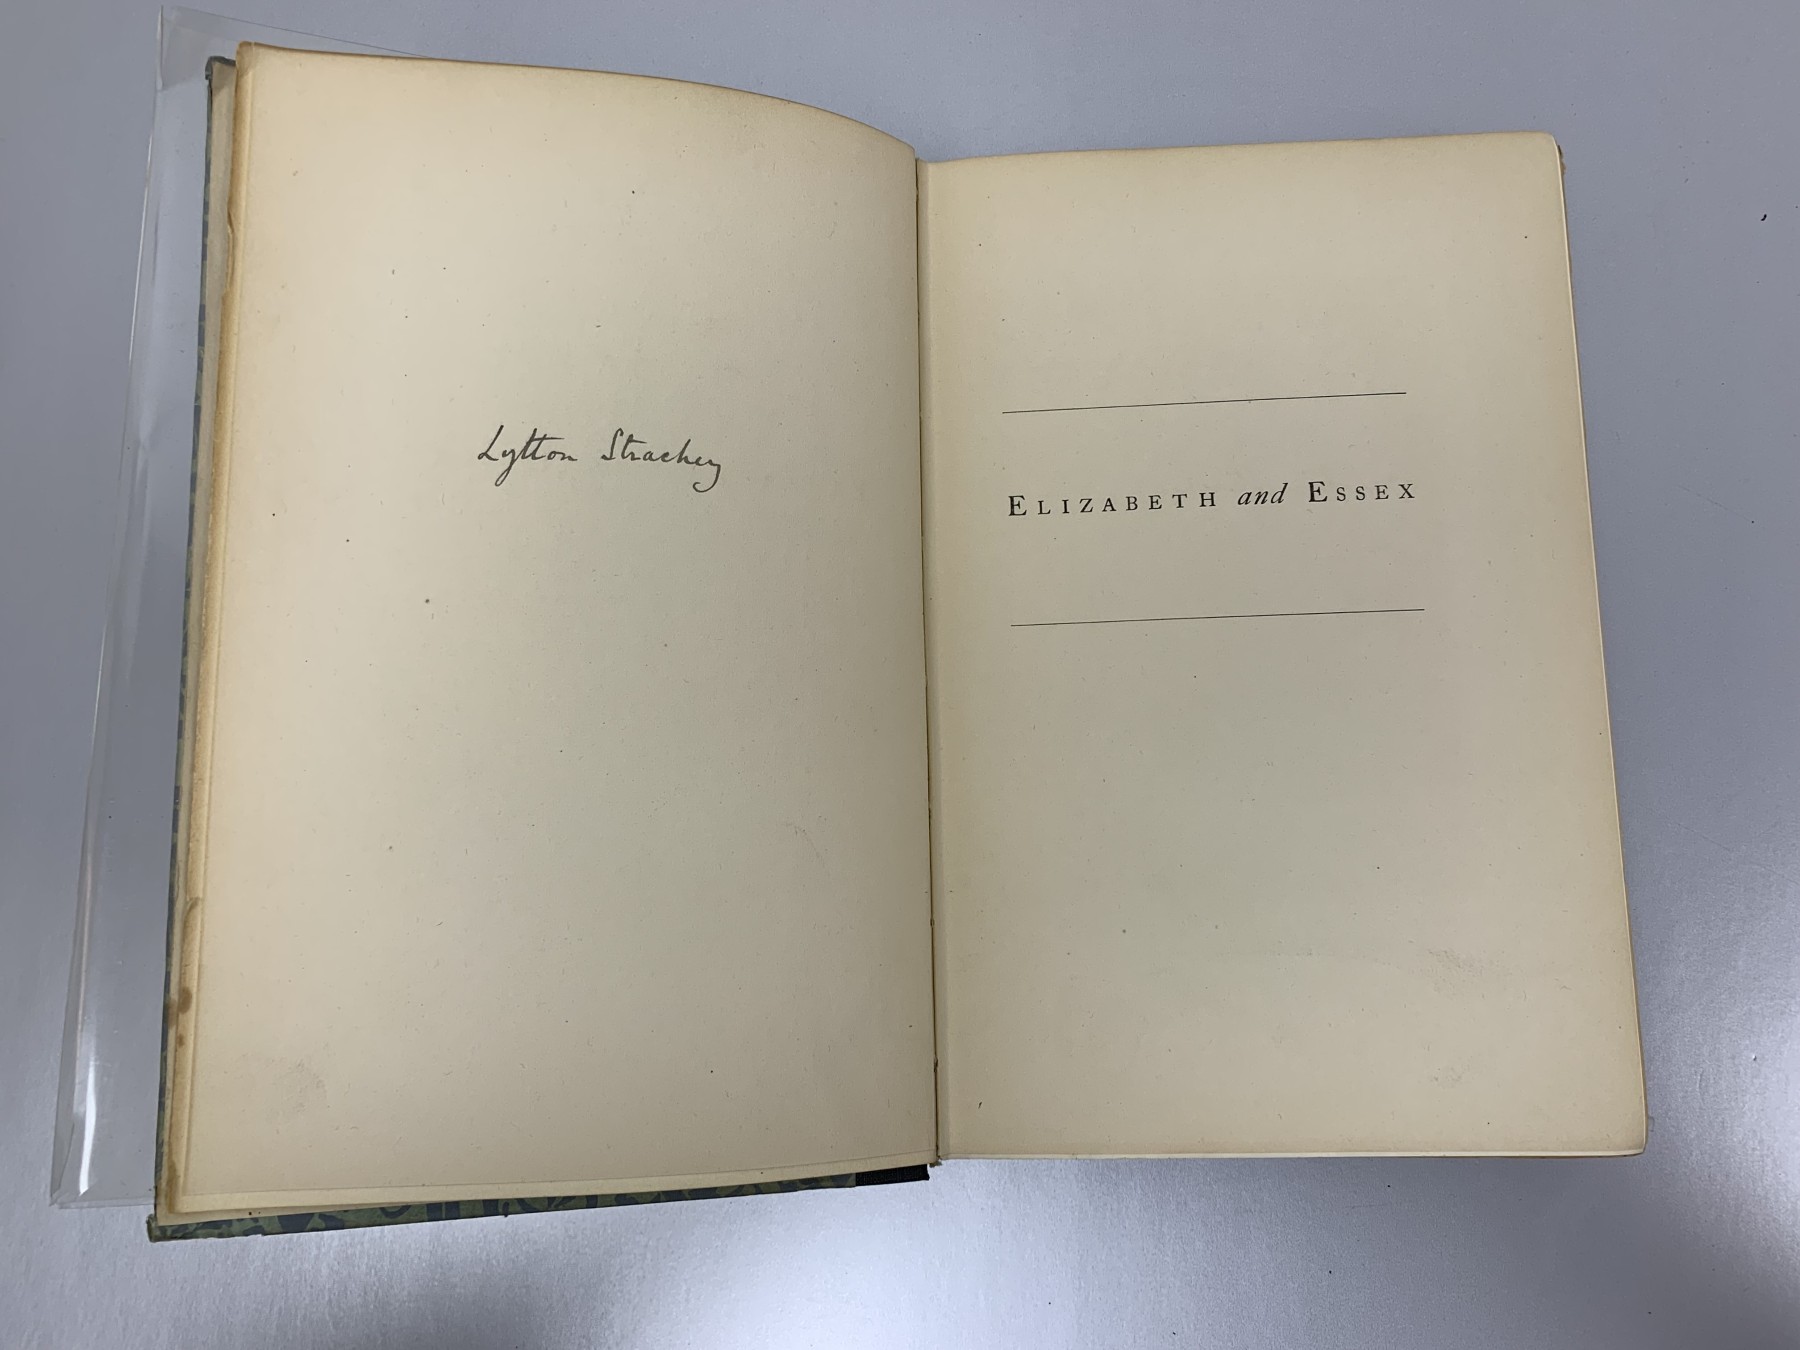 Lytton Strachey
ELIZABETH and ESSEX